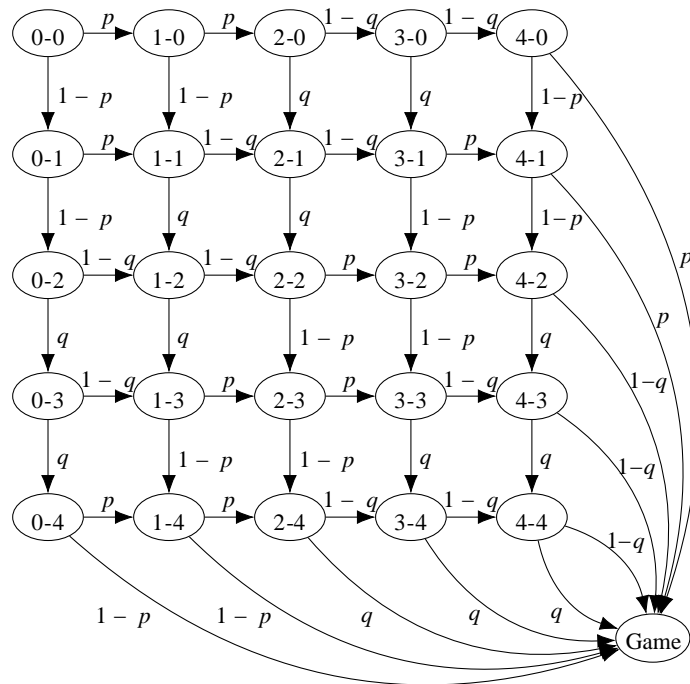 0-0 p 1-0 p 2-0 1-q 3-0 1-q 4-0
1-p 1-p q q 1-p
0-1 p 1-1 1-q 2-1 1-q 3-1 p 4-1
1-p q q 1-p 1-p
0-2 1-q 1-2 1-q 2-2 p 3-2 p 4-2
p
p
q q 1-p 1-p q
1-q
0-3 1-q 1-3 p 2-3 p 3-3 1-q 4-3
q 1-p 1-p q q
1-q
0-4 p 1-4 p 2-4 1-q 3-4 1-q 4-4
1-q
1-p 1-p q q q
Game